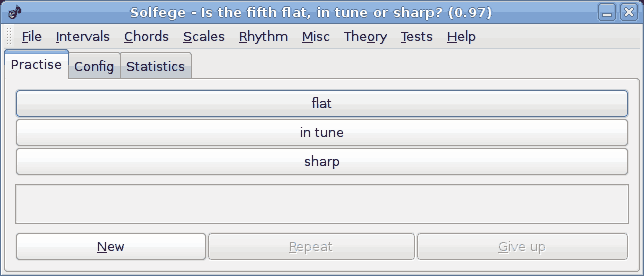 Solfege - Is the fifth flat, in tune or sharp? (0.97)
File Intervals Chords Scales Rhythm Misc Theory Tests Help
Practise Config Statistics
flat
in tune
sharp
New Repeat Give up